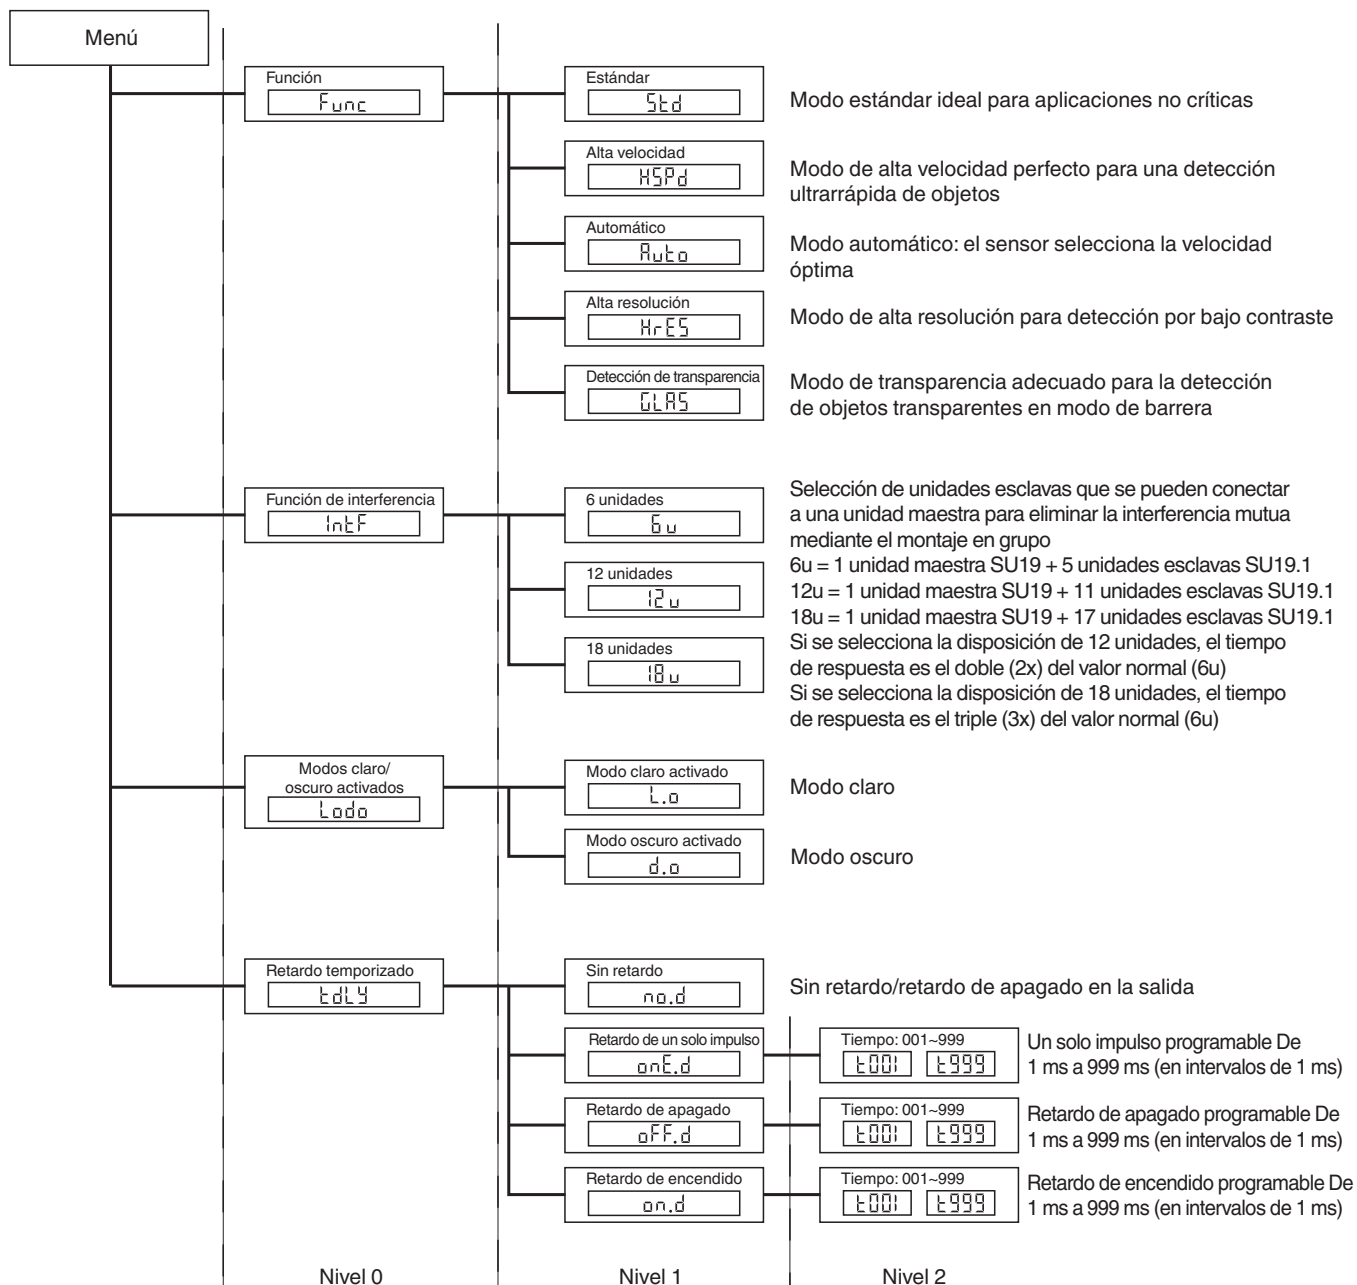 Menú
Función
Func
Estándar
Std
Modo estándar ideal para aplicaciones no críticas
Alta velocidad
HSPd
Modo de alta velocidad perfecto para una detección
ultrarrápida de objetos
Automático
Auto
Modo automático: el sensor selecciona la velocidad
óptima
Alta resolución
HrES
Modo de alta resolución para detección por bajo contraste
Detección de transparencia
GLAS
Modo de transparencia adecuado para la detección
de objetos transparentes en modo de barrera
Función de interferencia
IntF
6 unidades
6u
12 unidades
12u
18 unidades
18u
Selección de unidades esclavas que se pueden conectar
a una unidad maestra para eliminar la interferencia mutua
mediante el montaje en grupo
6u = 1 unidad maestra SU19 + 5 unidades esclavas SU19.1
12u = 1 unidad maestra SU19 + 11 unidades esclavas SU19.1
18u = 1 unidad maestra SU19 + 17 unidades esclavas SU19.1
Si se selecciona la disposición de 12 unidades, el tiempo
de respuesta es el doble (2x) del valor normal (6u)
Si se selecciona la disposición de 18 unidades, el tiempo
de respuesta es el triple (3x) del valor normal (6u)
Modos claro/
oscuro activados
Lodo
Modo claro activado
L.o
Modo claro
Modo oscuro activado
d.o
Modo oscuro
Retardo temporizado
tdLY
Sin retardo
no.d
Sin retardo/retardo de apagado en la salida
Retardo de un solo impulso
onE.d
Tiempo: 001~999
t001 t999
Un solo impulso programable De
1 ms a 999 ms (en intervalos de 1 ms)
Retardo de apagado
oFF.d
Tiempo: 001~999
t001 t999
Retardo de apagado programable De
1 ms a 999 ms (en intervalos de 1 ms)
Retardo de encendido
on.d
Tiempo: 001~999
t001 t999
Retardo de encendido programable De
1 ms a 999 ms (en intervalos de 1 ms)
Nivel 0
Nivel 1
Nivel 2